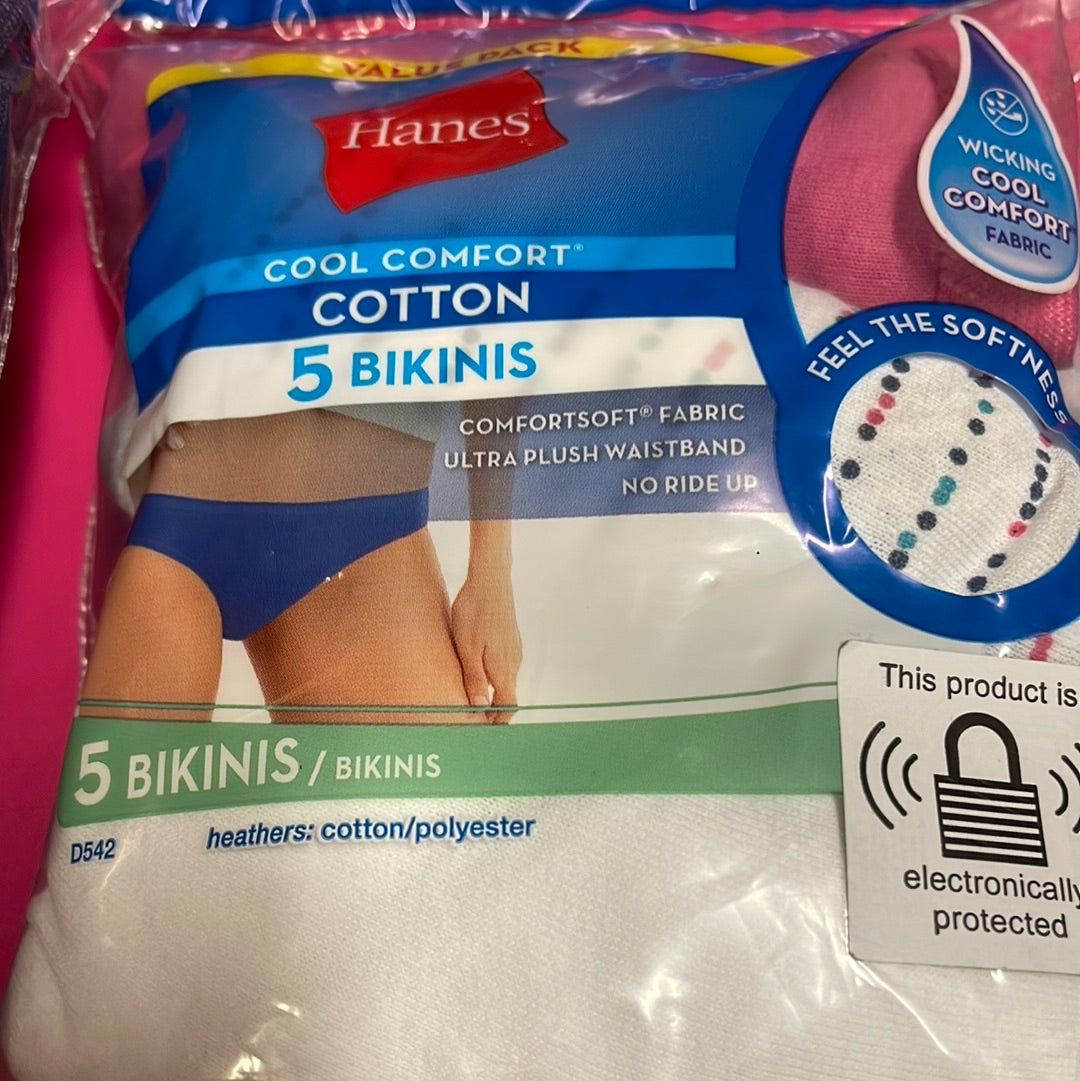 VALUE PACK
Hanes
WICKING
COOL
COMFORT
FABRIC
COOL COMFORT®
COTTON
5 BIKINIS
FEEL THE SOFTNESS
COMFORTSOFT® FABRIC
ULTRA PLUSH WAISTBAND
NO RIDE UP
This product is
electronically
protected
5 BIKINIS / BIKINIS
D542
heathers: cotton/polyester